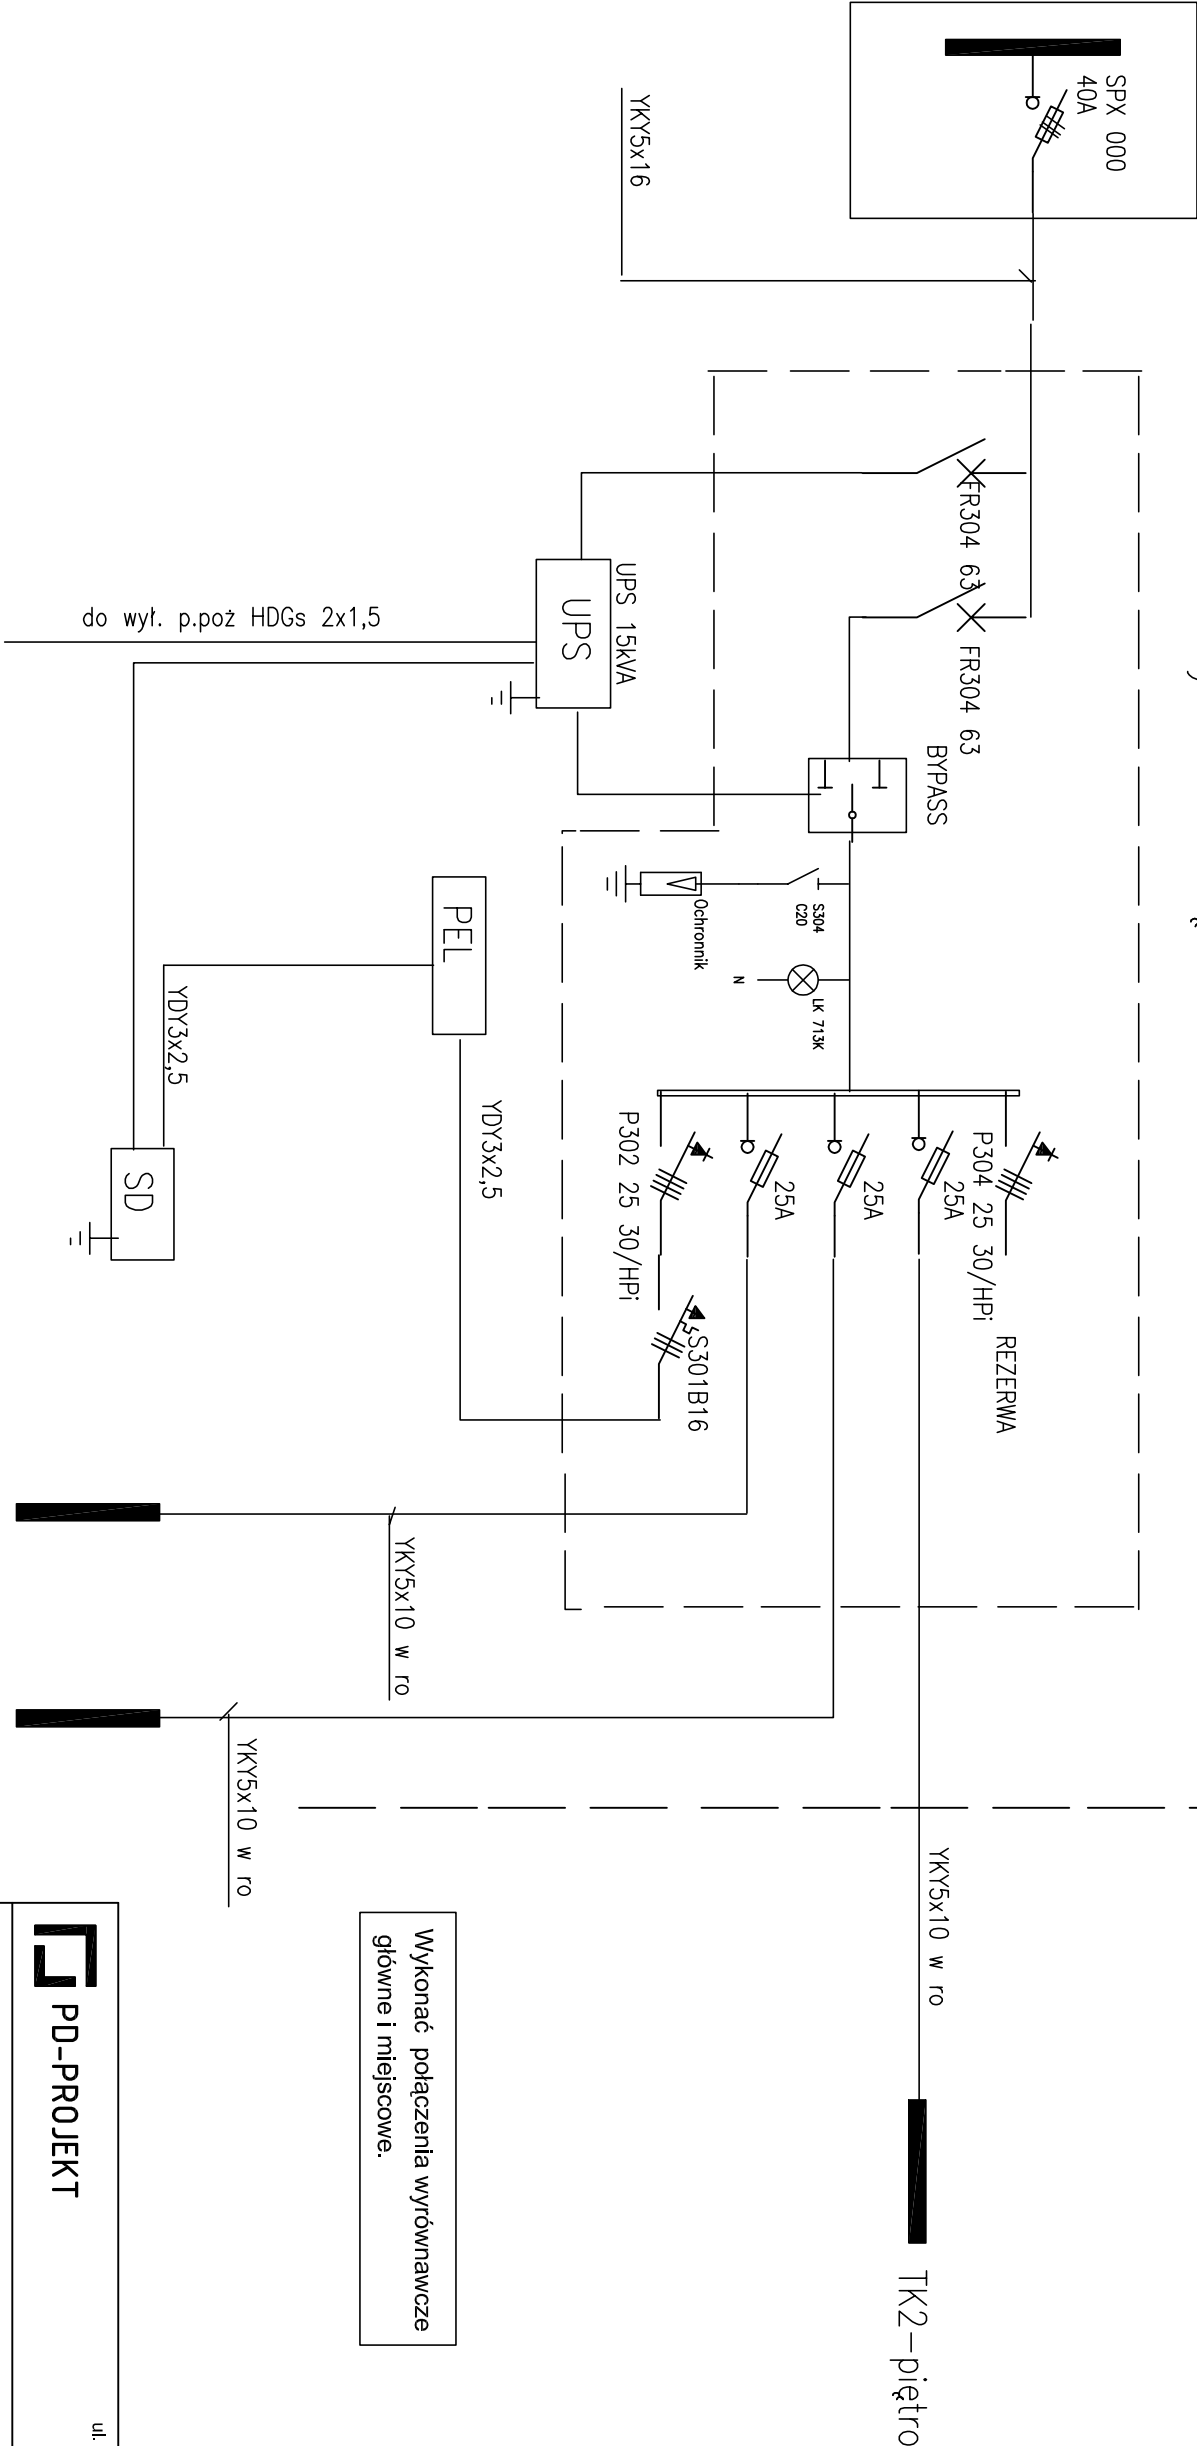 SPX 000
40A
YKY5x16
FR304 63
FR304 63
UPS 15kVA
UPS
do wył. p.poż HDGs 2x1,5
BYPASS
S304
C20
Ochronnik
LK 713K
N
PEL
YDY3x2,5
YDY3x2,5
SD
P304 25 30/HPi
REZERWA
25A
25A
25A
P302 25 30/HPi
S301B16
YKY5x10 w ro
YKY5x10 w ro
YKY5x10 w ro
TK2-piętro
Wykonać połączenia wyrównawcze
główne i miejscowe.
PD-PROJEKT
ul.